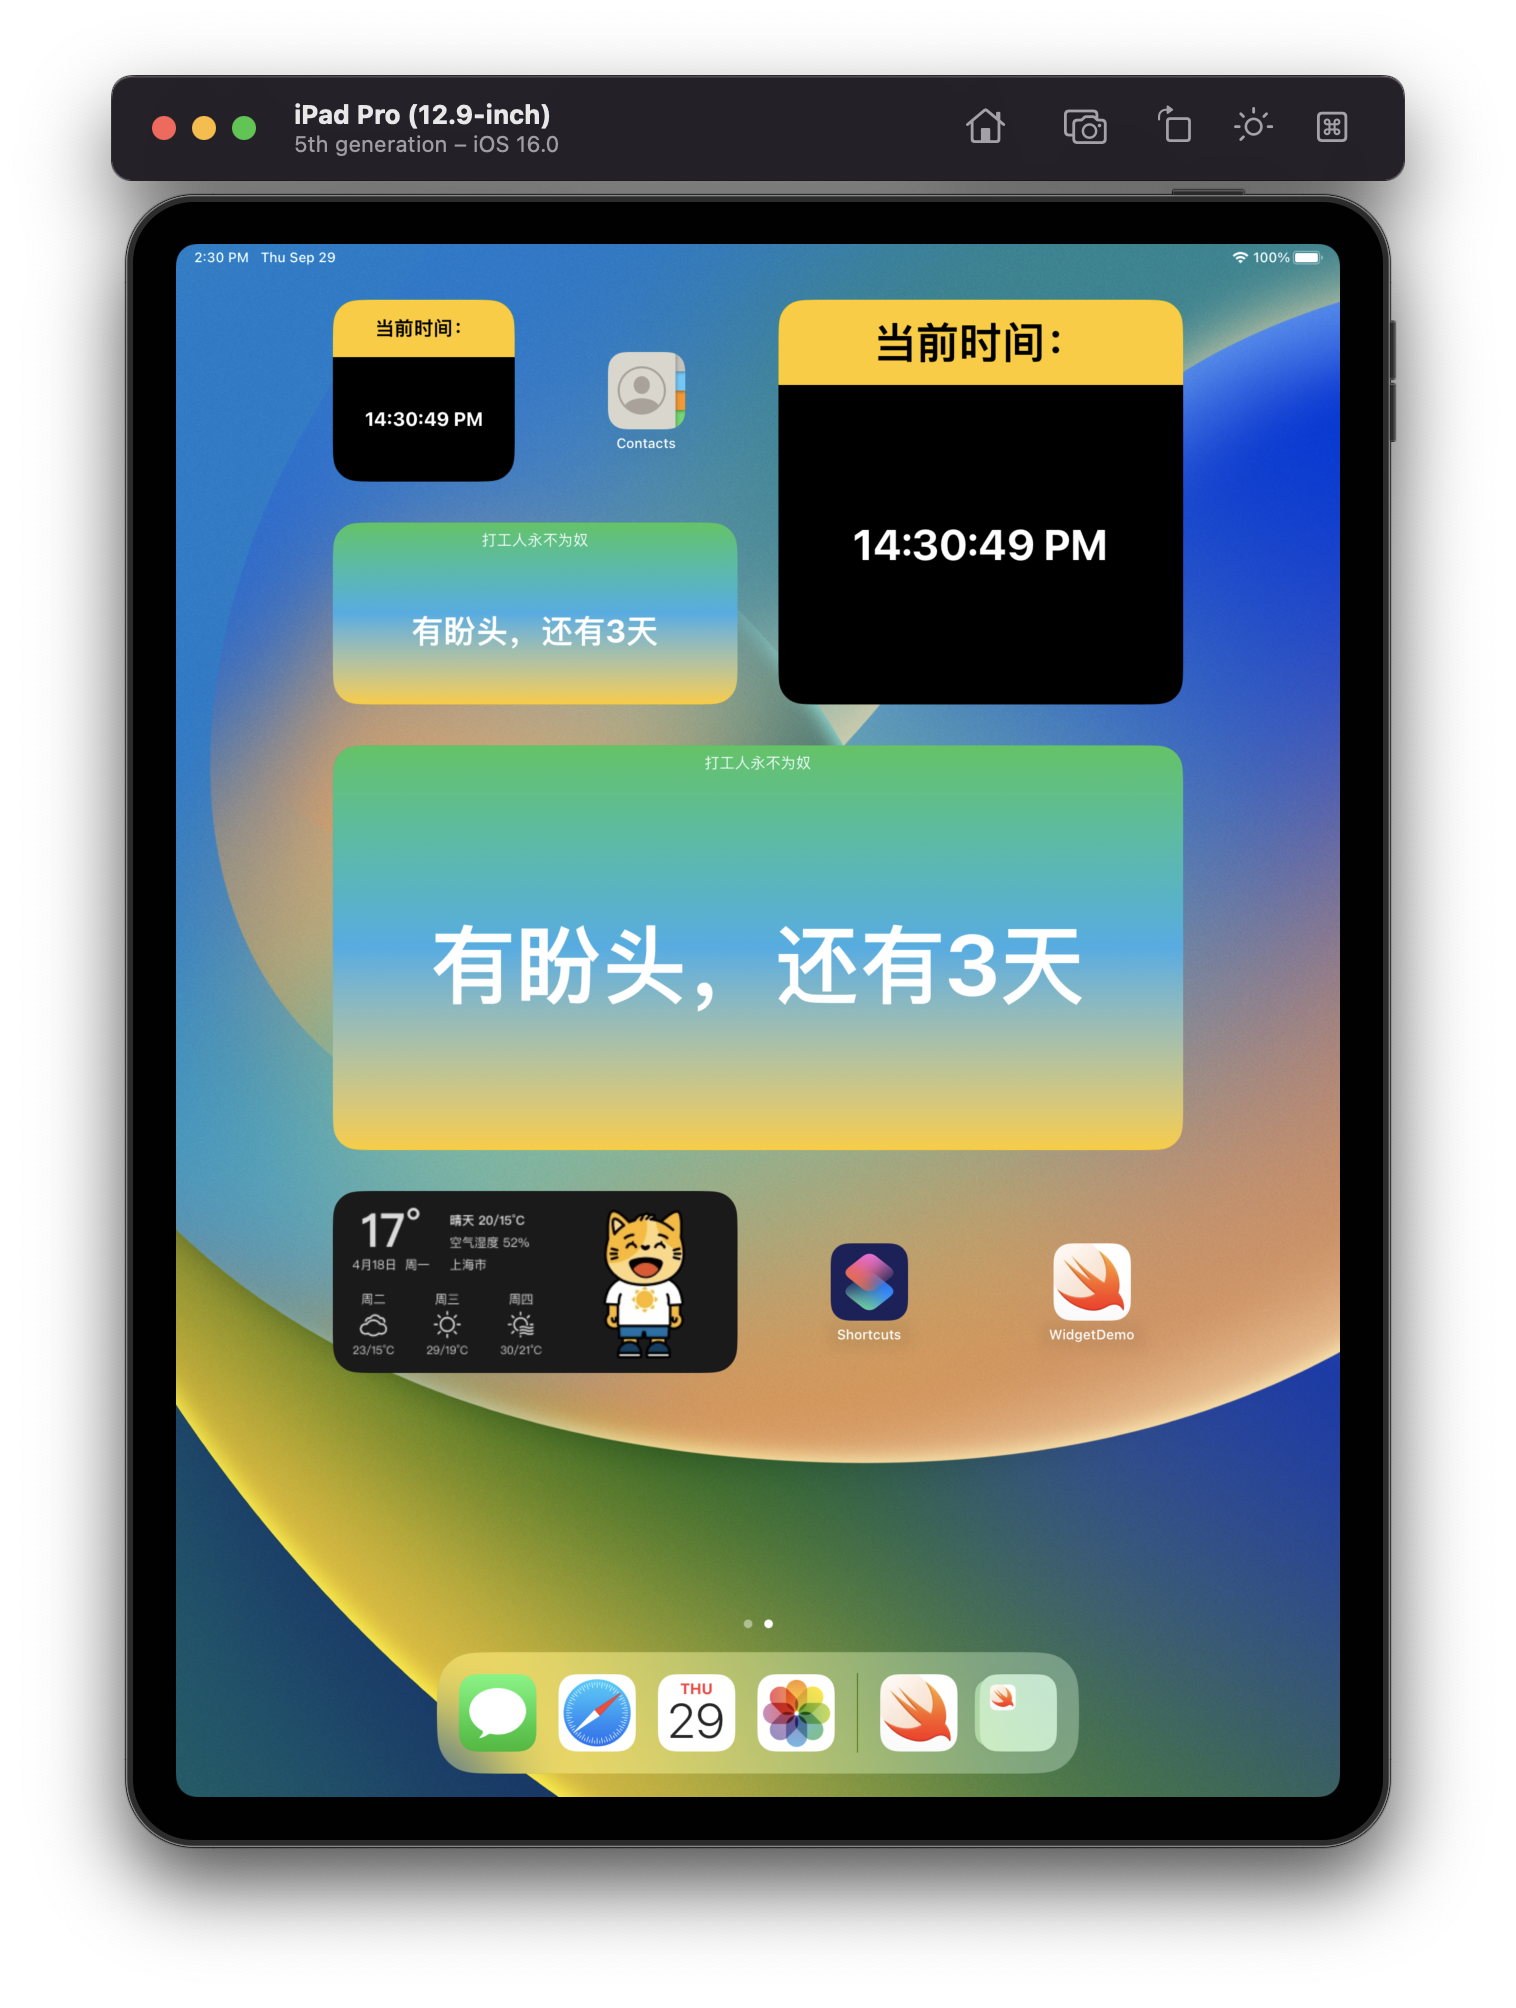 iPad Pro (12.9-inch)
5th generation – iOS 16.0
2:30 PM Thu Sep 29
100%
当前时间：
14:30:49 PM
Contacts
当前时间：
14:30:49 PM
打工人永不为奴
有盼头，还有3天
打工人永不为奴
有盼头，还有3天
17°
4月18日 周一
晴天 20/15°C
空气湿度 52%
上海市
周二 周三 周四
23/15°C 29/19°C 30/21°C
Shortcuts
WidgetDemo
THU
29